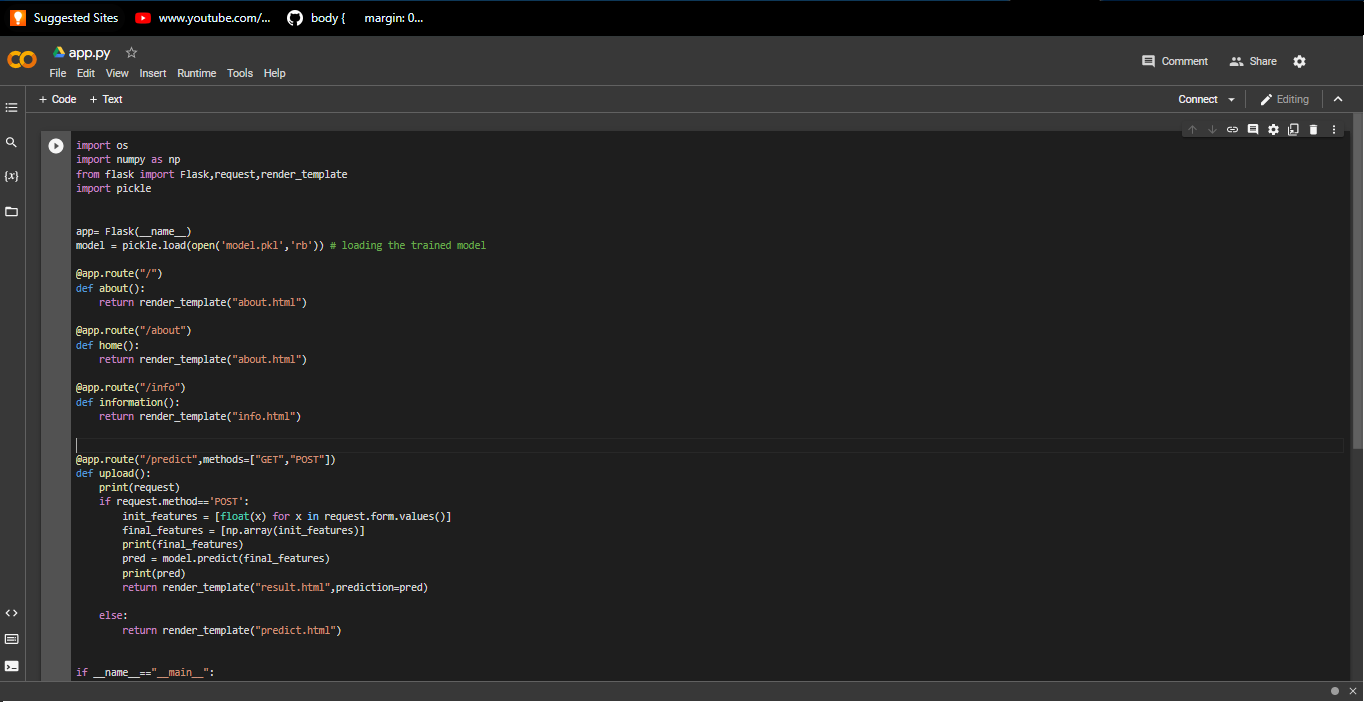 Suggested Sites www.youtube.com/... body { margin: 0...
CO app.py
File Edit View Insert Runtime Tools Help
Comment Share
+ Code + Text
Connect Editing
{x}
import os
import numpy as np
from flask import Flask,request,render_template
import pickle
app= Flask(__name__)
model = pickle.load(open('model.pkl','rb')) # loading the trained model
@app.route("/")
def about():
    return render_template("about.html")
@app.route("/about")
def home():
    return render_template("about.html")
@app.route("/info")
def information():
    return render_template("info.html")
@app.route("/predict",methods=["GET","POST"])
def upload():
    print(request)
    if request.method=='POST':
        init_features = [float(x) for x in request.form.values()]
        final_features = [np.array(init_features)]
        print(final_features)
        pred = model.predict(final_features)
        print(pred)
        return render_template("result.html",prediction=pred)
    else:
        return render_template("predict.html")
if __name__=="__main__":